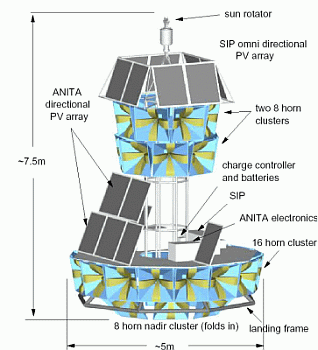 sun rotator
SIP omni directional
PV array
ANITA
directional
PV array
two 8 horn
clusters
~7.5m
charge controller
and batteries
SIP
ANITA electronics
16 horn cluster
8 horn nadir cluster (folds in)
landing frame
~5m